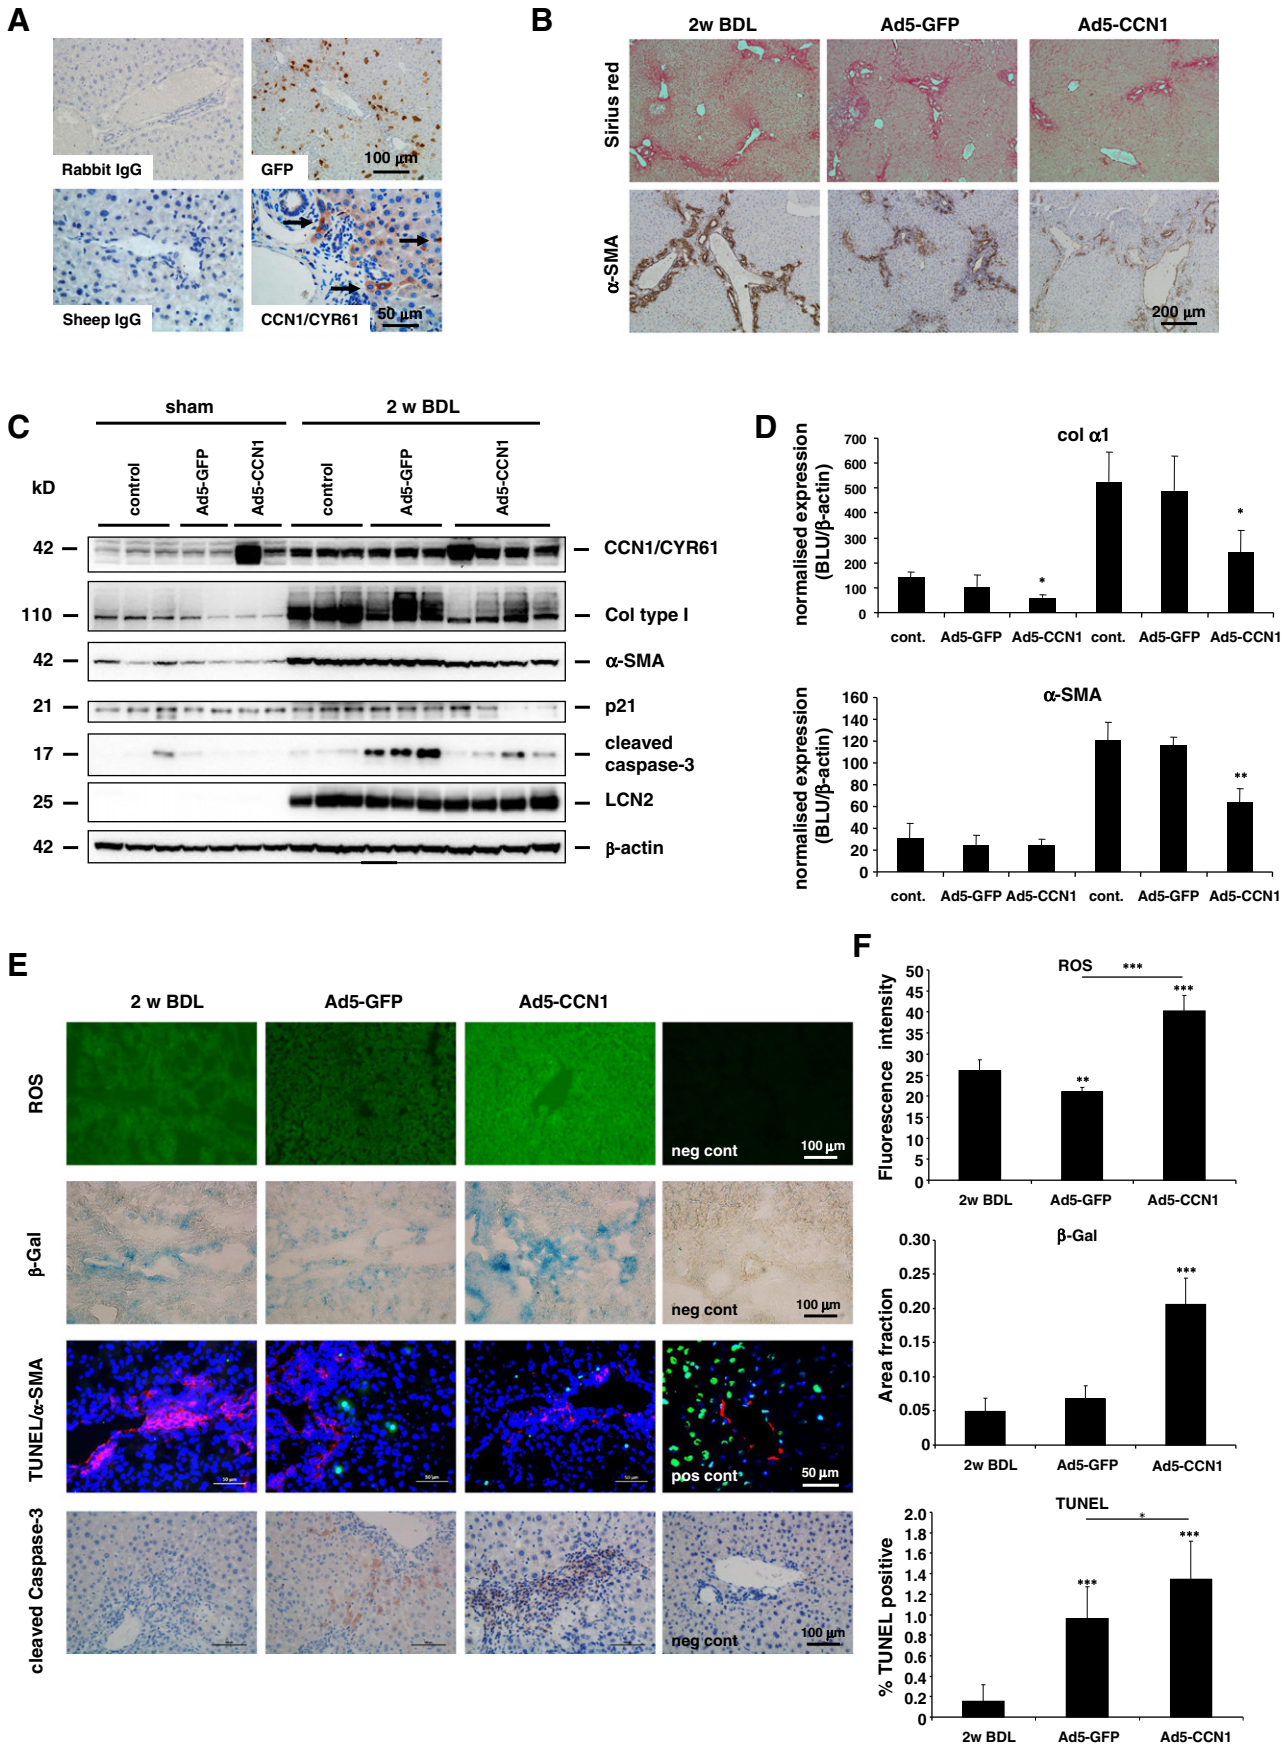 A
Rabbit IgG
GFP
100 µm
Sheep IgG
CCN1/CYR61
50 µm
B
2w BDL
Ad5-GFP
Ad5-CCN1
Sirius red
α-SMA
200 µm
C
sham
2 w BDL
kD
control
Ad5-GFP
Ad5-CCN1
control
Ad5-GFP
Ad5-CCN1
42
CCN1/CYR61
110
Col type I
42
α-SMA
21
p21
17
cleaved
caspase-3
25
LCN2
42
β-actin
D
col α1
normalised expression
(BLU/β-actin)
700
600
500
400
300
200
100
0
*
*
cont.
Ad5-GFP
Ad5-CCN1
cont.
Ad5-GFP
Ad5-CCN1
α-SMA
normalised expression
(BLU/β-actin)
160
140
120
100
80
60
40
20
0
**
cont.
Ad5-GFP
Ad5-CCN1
cont.
Ad5-GFP
Ad5-CCN1
E
2 w BDL
Ad5-GFP
Ad5-CCN1
ROS
neg cont
100 µm
β-Gal
neg cont
100 µm
TUNEL/α-SMA
50 µm
50 µm
50 µm
pos cont
50 µm
cleaved Caspase-3
neg cont
100 µm
F
ROS
***
***
**
Fluorescence intensity
50
45
40
35
30
25
20
15
10
5
0
2w BDL
Ad5-GFP
Ad5-CCN1
β-Gal
***
Area fraction
0.30
0.25
0.20
0.15
0.10
0.05
0
2w BDL
Ad5-GFP
Ad5-CCN1
TUNEL
*
***
***
% TUNEL positive
2.0
1.8
1.6
1.4
1.2
1.0
0.8
0.6
0.4
0.2
0
2w BDL
Ad5-GFP
Ad5-CCN1